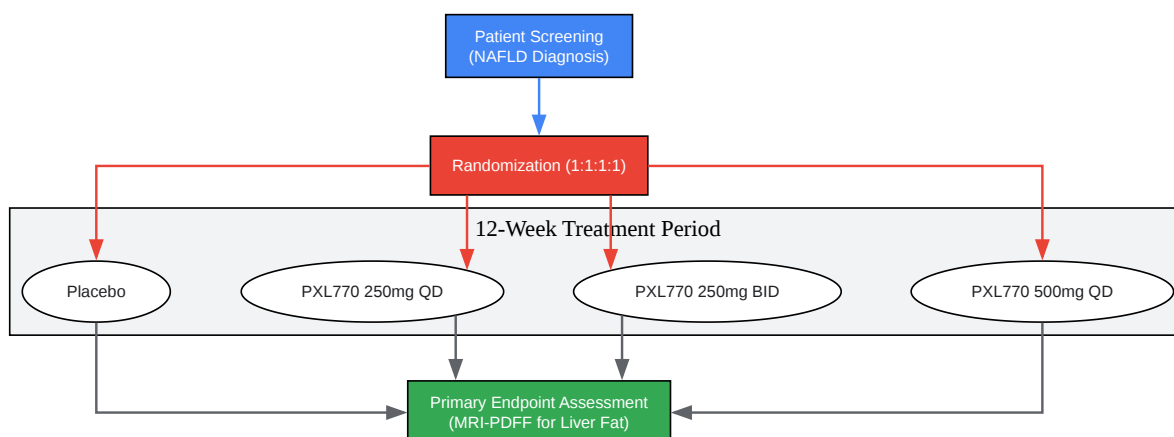 Patient Screening
(NAFLD Diagnosis)
Randomization (1:1:1:1)
12-Week Treatment Period
Placebo
PXL770 250mg QD
PXL770 250mg BID
PXL770 500mg QD
Primary Endpoint Assessment
(MRI-PDFF for Liver Fat)